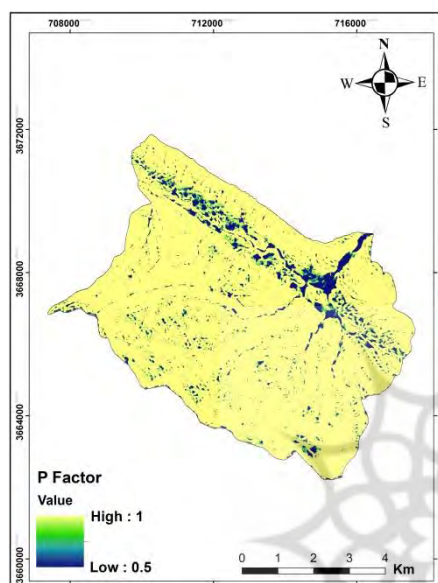 708000 712000 716000
N
W E
S
3672000
3668000
3664000
3660000
P Factor
Value
High : 1
Low : 0.5
0 1 2 3 4
Km